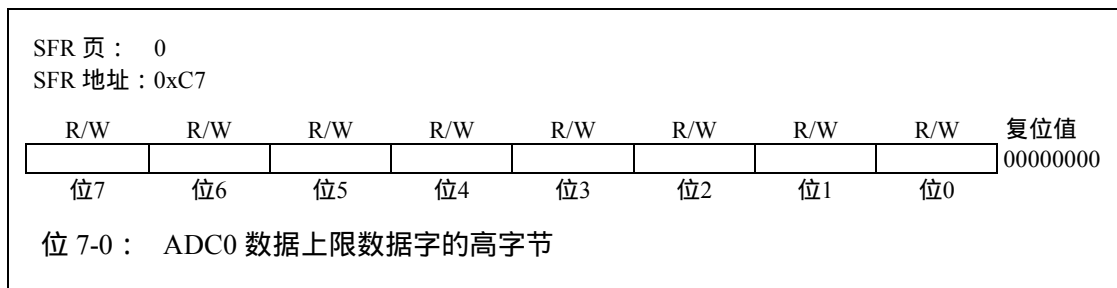 SFR 页： 0
SFR 地址：0xC7
R/W R/W R/W R/W R/W R/W R/W R/W 复位值
00000000
位7 位6 位5 位4 位3 位2 位1 位0
位 7-0： ADC0 数据上限数据字的高字节